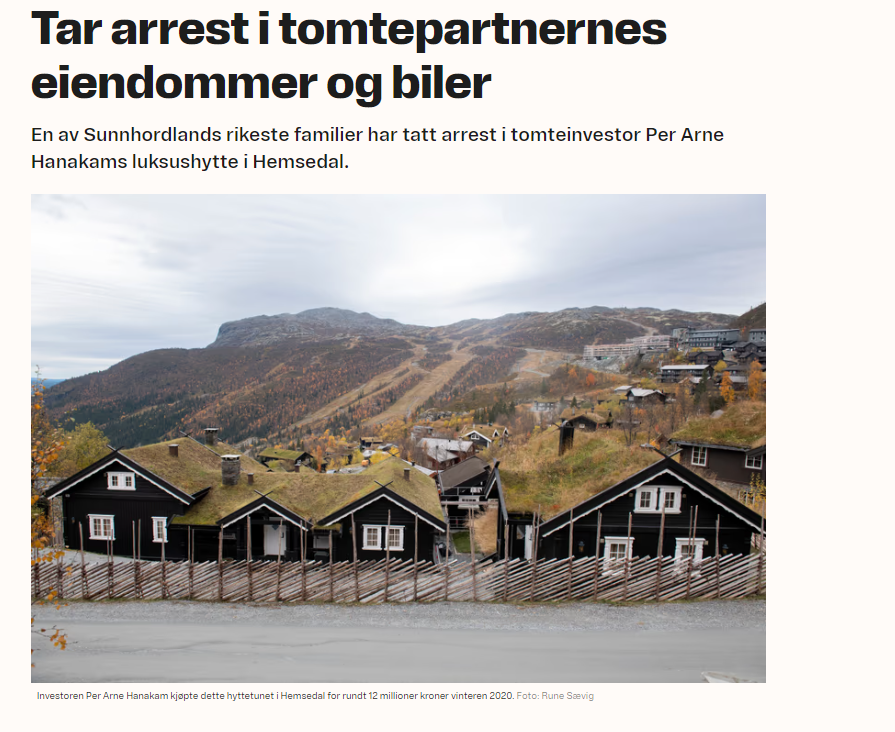 Tar arrest i tomtepartnernes
eiendommer og biler
En av Sunnhordlands rikeste familier har tatt arrest i tomteinvestor Per Arne
Hanakams luksushytte i Hemsedal.
Investoren Per Arne Hanakam kjøpte dette hyttetunet i Hemsedal for rundt 12 millioner kroner vinteren 2020. Foto: Rune Sævig